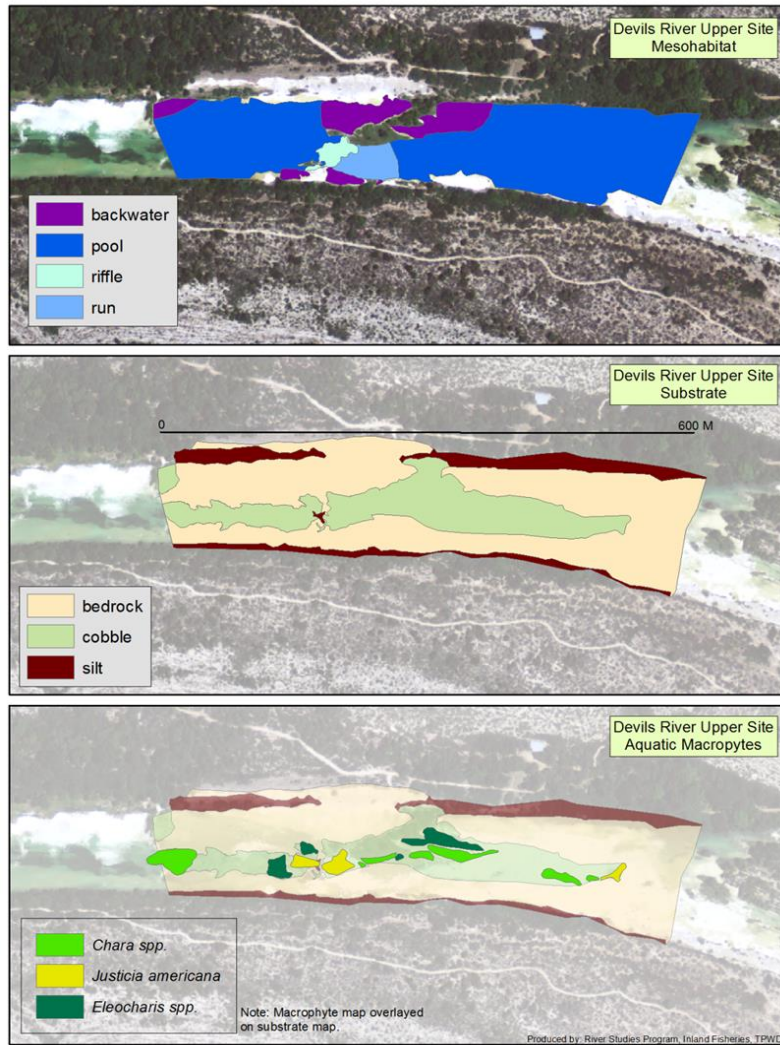 Devils River Upper Site
Mesohabitat
backwater
pool
riffle
run
Devils River Upper Site
Substrate
0
600 M
bedrock
cobble
silt
Devils River Upper Site
Aquatic Macropytes
Chara spp.
Justicia americana
Eleocharis spp.
Note: Macrophyte map overlayed
on substrate map.
Produced by: River Studies Program, Inland Fisheries, TPWD